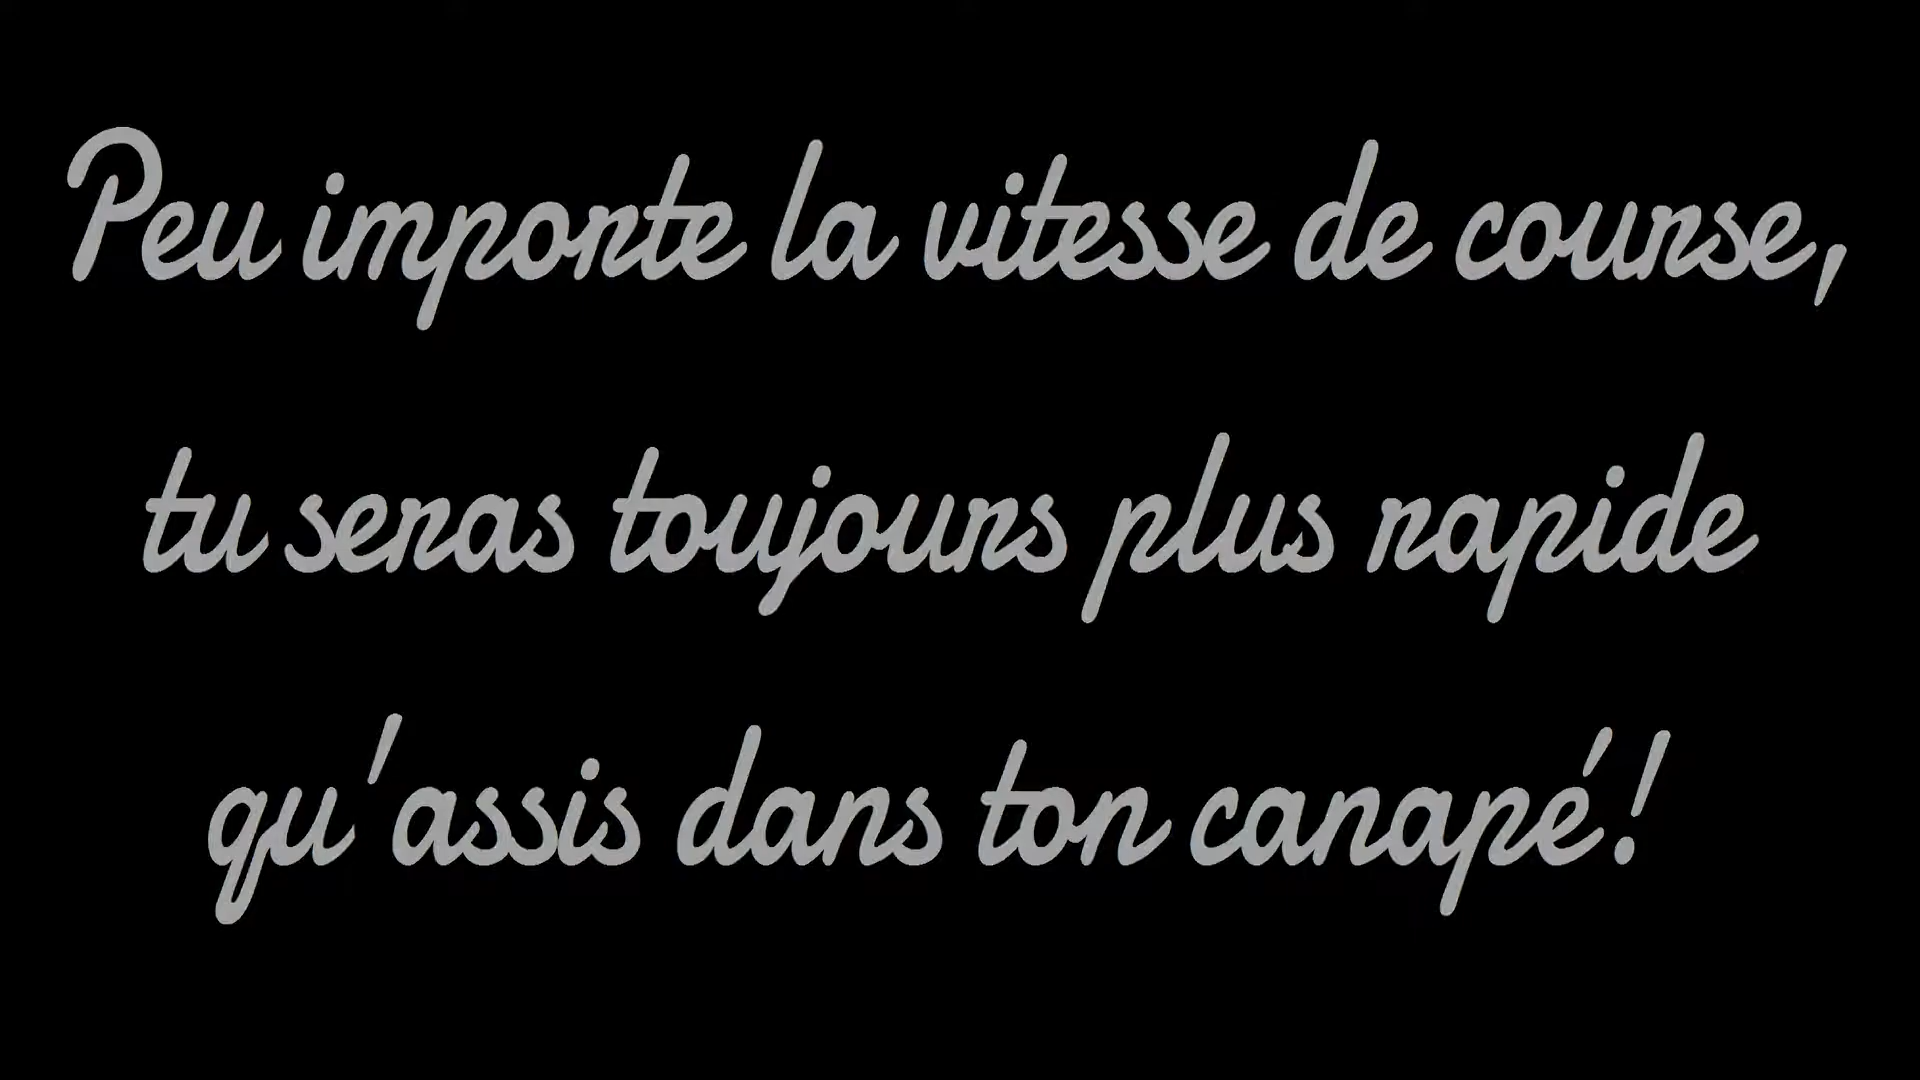 Peu importe la vitesse de course,
tu seras toujours plus rapide
qu'assis dans ton canapé!